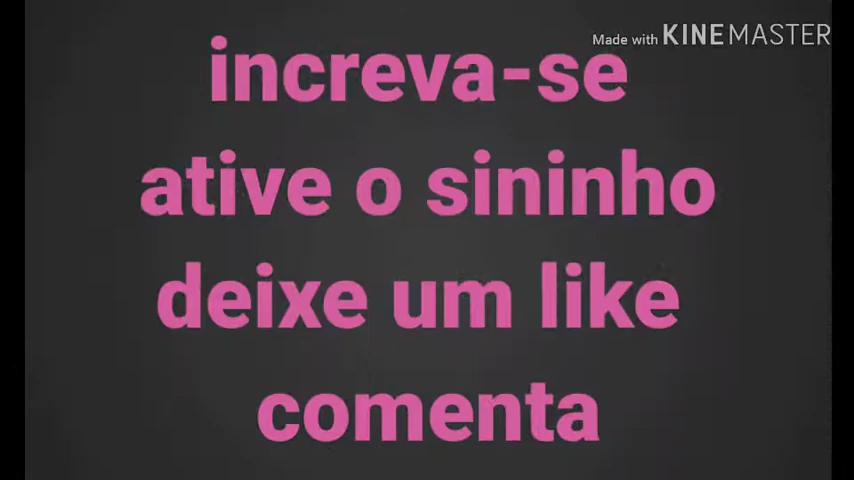 Made with KINEMASTER
increva-se
ative o sininho
deixe um like
comenta